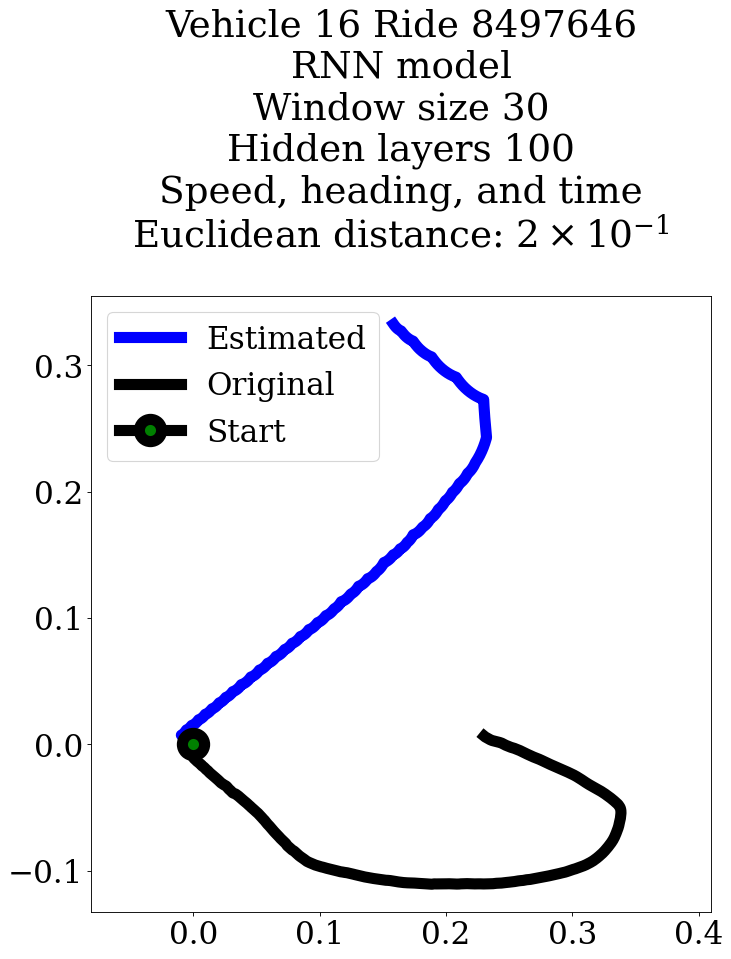 Vehicle 16 Ride 8497646
RNN model
Window size 30
Hidden layers 100
Speed, heading, and time
Euclidean distance: 2 × 10⁻¹
Estimated
Original
Start
0.3
0.2
0.1
0.0
−0.1
0.0 0.1 0.2 0.3 0.4